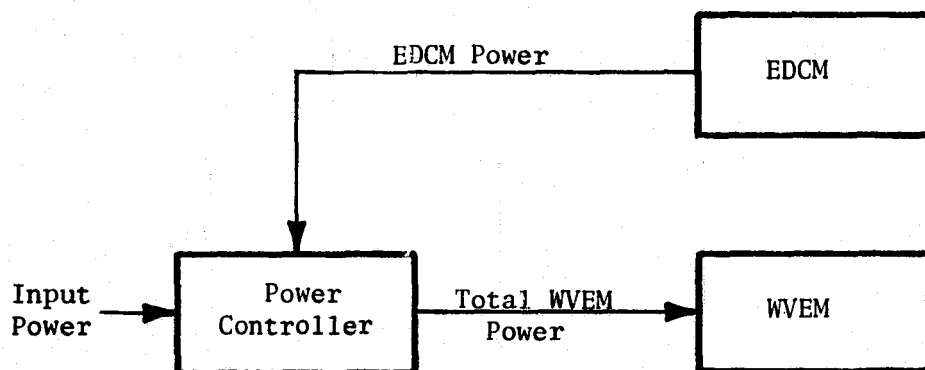 EDCM Power
EDCM
Input
Power
Power
Controller
Total WVEM
Power
WVEM